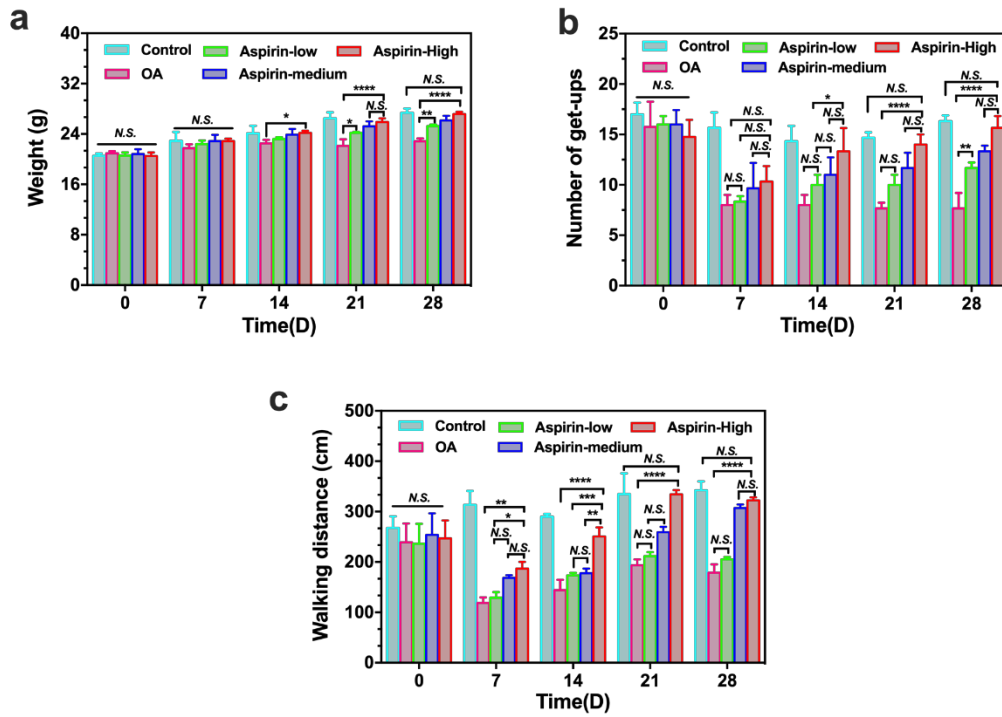 a
Weight (g)
40
32
24
16
8
0
Control
Aspirin-low
Aspirin-High
OA
Aspirin-medium
N.S.
N.S.
*
****
*
N.S.
N.S.
****
**
0
7
14
21
28
Time(D)
b
Number of get-ups
25
20
15
10
5
0
Control
Aspirin-low
Aspirin-High
OA
Aspirin-medium
N.S.
N.S.
N.S.
N.S.
N.S.
*
N.S.
N.S.
N.S.
N.S.
****
N.S.
N.S.
N.S.
****
N.S.
**
0
7
14
21
28
Time(D)
c
Walking distance (cm)
500
400
300
200
100
0
Control
Aspirin-low
Aspirin-High
OA
Aspirin-medium
N.S.
**
*
N.S.
N.S.
****
***
**
N.S.
N.S.
****
N.S.
N.S.
N.S.
****
N.S.
N.S.
0
7
14
21
28
Time(D)